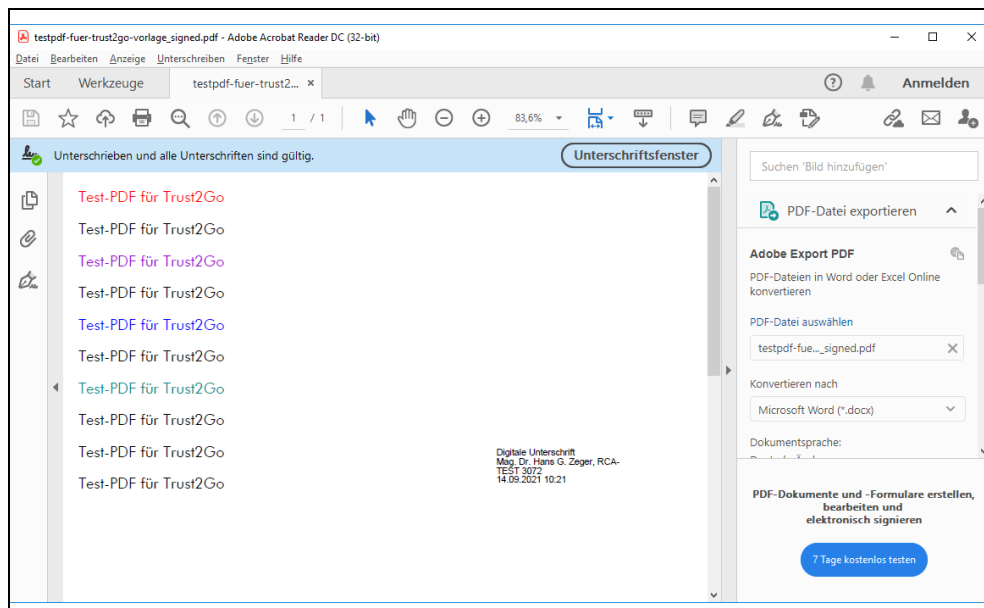 testpdf-fuer-trust2go-vorlage_signed.pdf - Adobe Acrobat Reader DC (32-bit)
Datei Bearbeiten Anzeige Unterschreiben Fenster Hilfe
Start Werkzeuge testpdf-fuer-trust2... × Anmelden
1 / 1 83,6%
Unterschrieben und alle Unterschriften sind gültig. Unterschriftsfenster
Test-PDF für Trust2Go
Test-PDF für Trust2Go
Test-PDF für Trust2Go
Test-PDF für Trust2Go
Test-PDF für Trust2Go
Test-PDF für Trust2Go
Test-PDF für Trust2Go
Test-PDF für Trust2Go
Test-PDF für Trust2Go
Test-PDF für Trust2Go
Digitale Unterschrift
Mag. Dr. Hans G. Zeger, RCA-
TEST 3072
14.09.2021 10:21
Suchen 'Bild hinzufügen'
PDF-Datei exportieren
Adobe Export PDF
PDF-Dateien in Word oder Excel Online
konvertieren
PDF-Datei auswählen
testpdf-fue..._signed.pdf
Konvertieren nach
Microsoft Word (*.docx)
Dokumentsprache:
PDF-Dokumente und -Formulare erstellen,
bearbeiten und
elektronisch signieren
7 Tage kostenlos testen